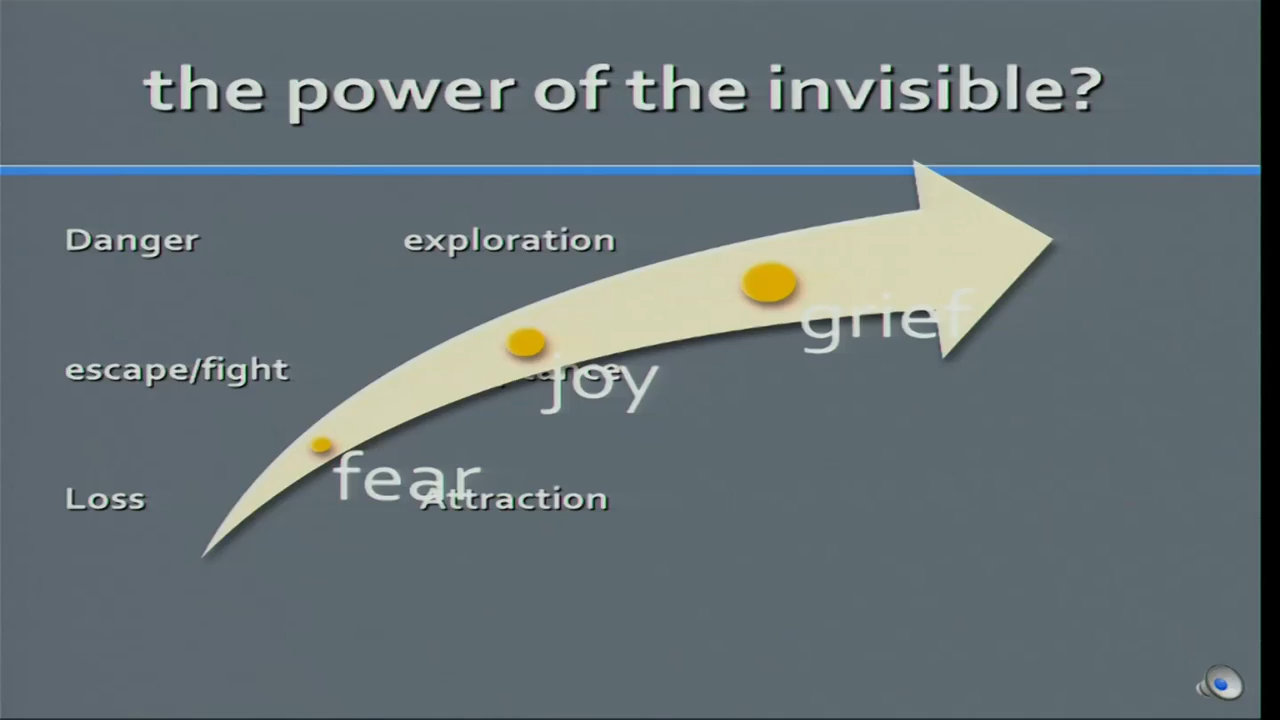 the power of the invisible?
Danger
exploration
grief
escape/fight
joy
fear
Loss
Attraction